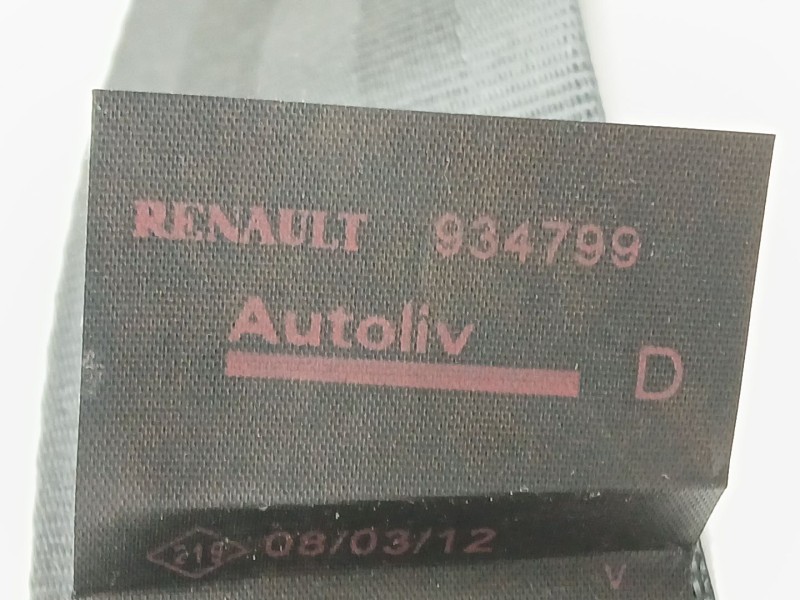 RENAULT 934799
Autoliv
D
219 08/03/12
V